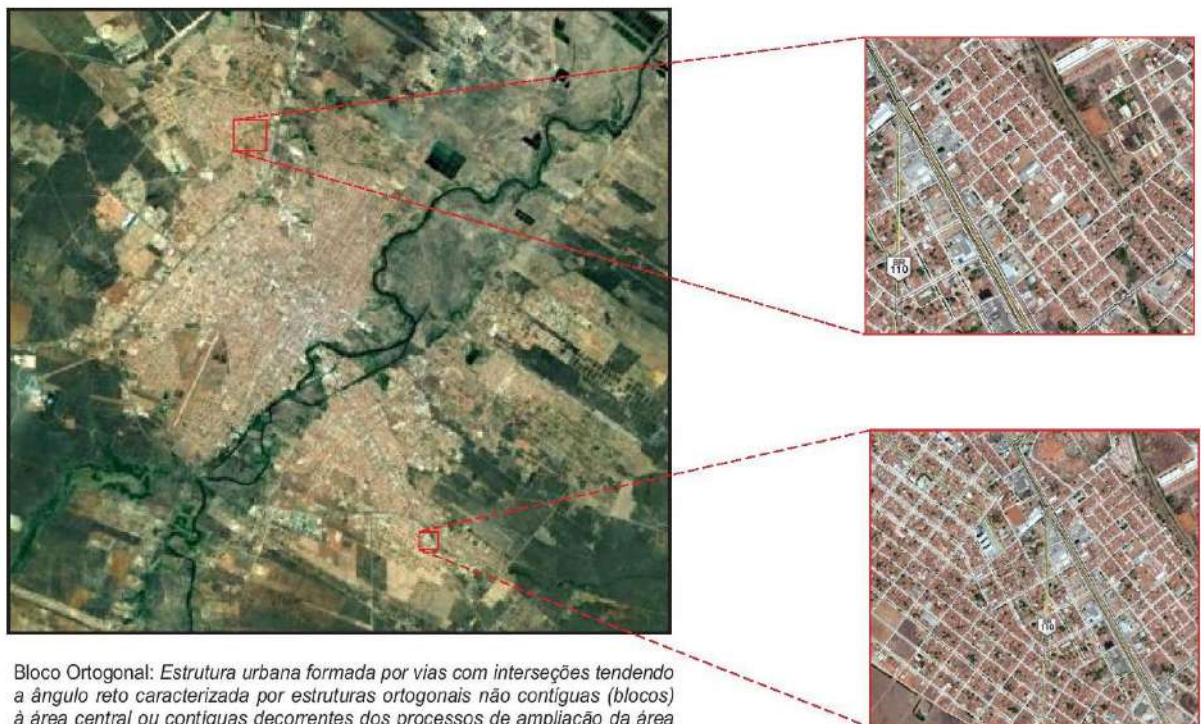 BR
110
110
Bloco Ortogonal: Estrutura urbana formada por vias com interseções tendendo
a ângulo reto caracterizada por estruturas ortogonais não contíguas (blocos)
à área central ou contíguas decorrentes dos processos de ampliação da área